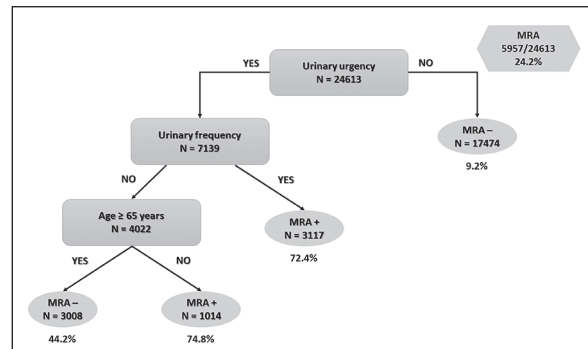 MRA
5957/24613
24.2%
Urinary urgency
N = 24613
YES
NO
Urinary frequency
N = 7139
MRA –
N = 17474
9.2%
NO
YES
Age ≥ 65 years
N = 4022
MRA +
N = 3117
72.4%
YES
NO
MRA –
N = 3008
44.2%
MRA +
N = 1014
74.8%